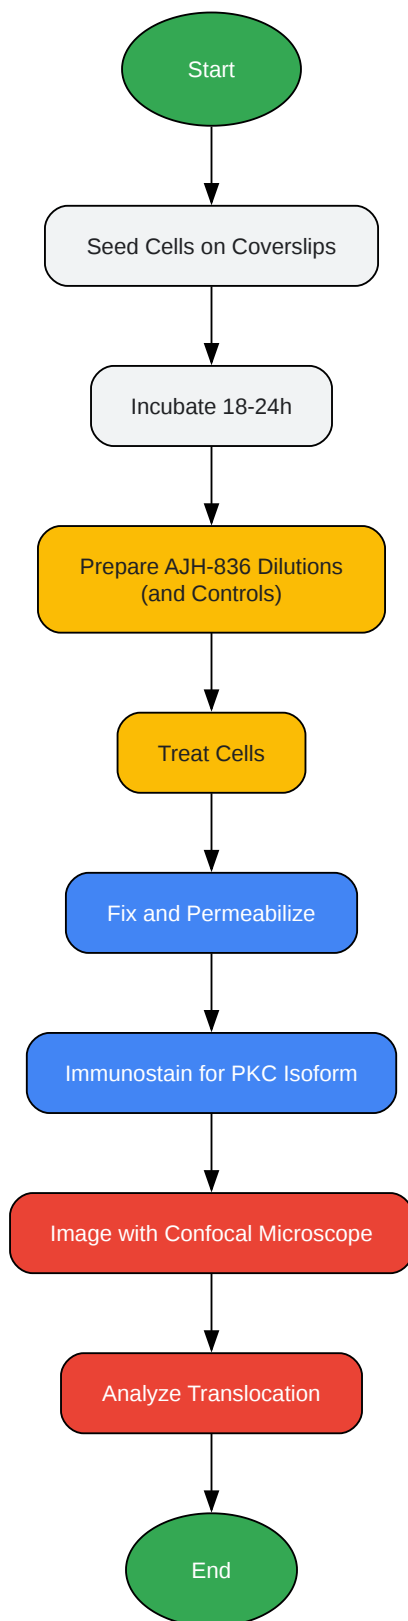 Start
Seed Cells on Coverslips
Incubate 18-24h
Prepare AJH-836 Dilutions
(and Controls)
Treat Cells
Fix and Permeabilize
Immunostain for PKC Isoform
Image with Confocal Microscope
Analyze Translocation
End